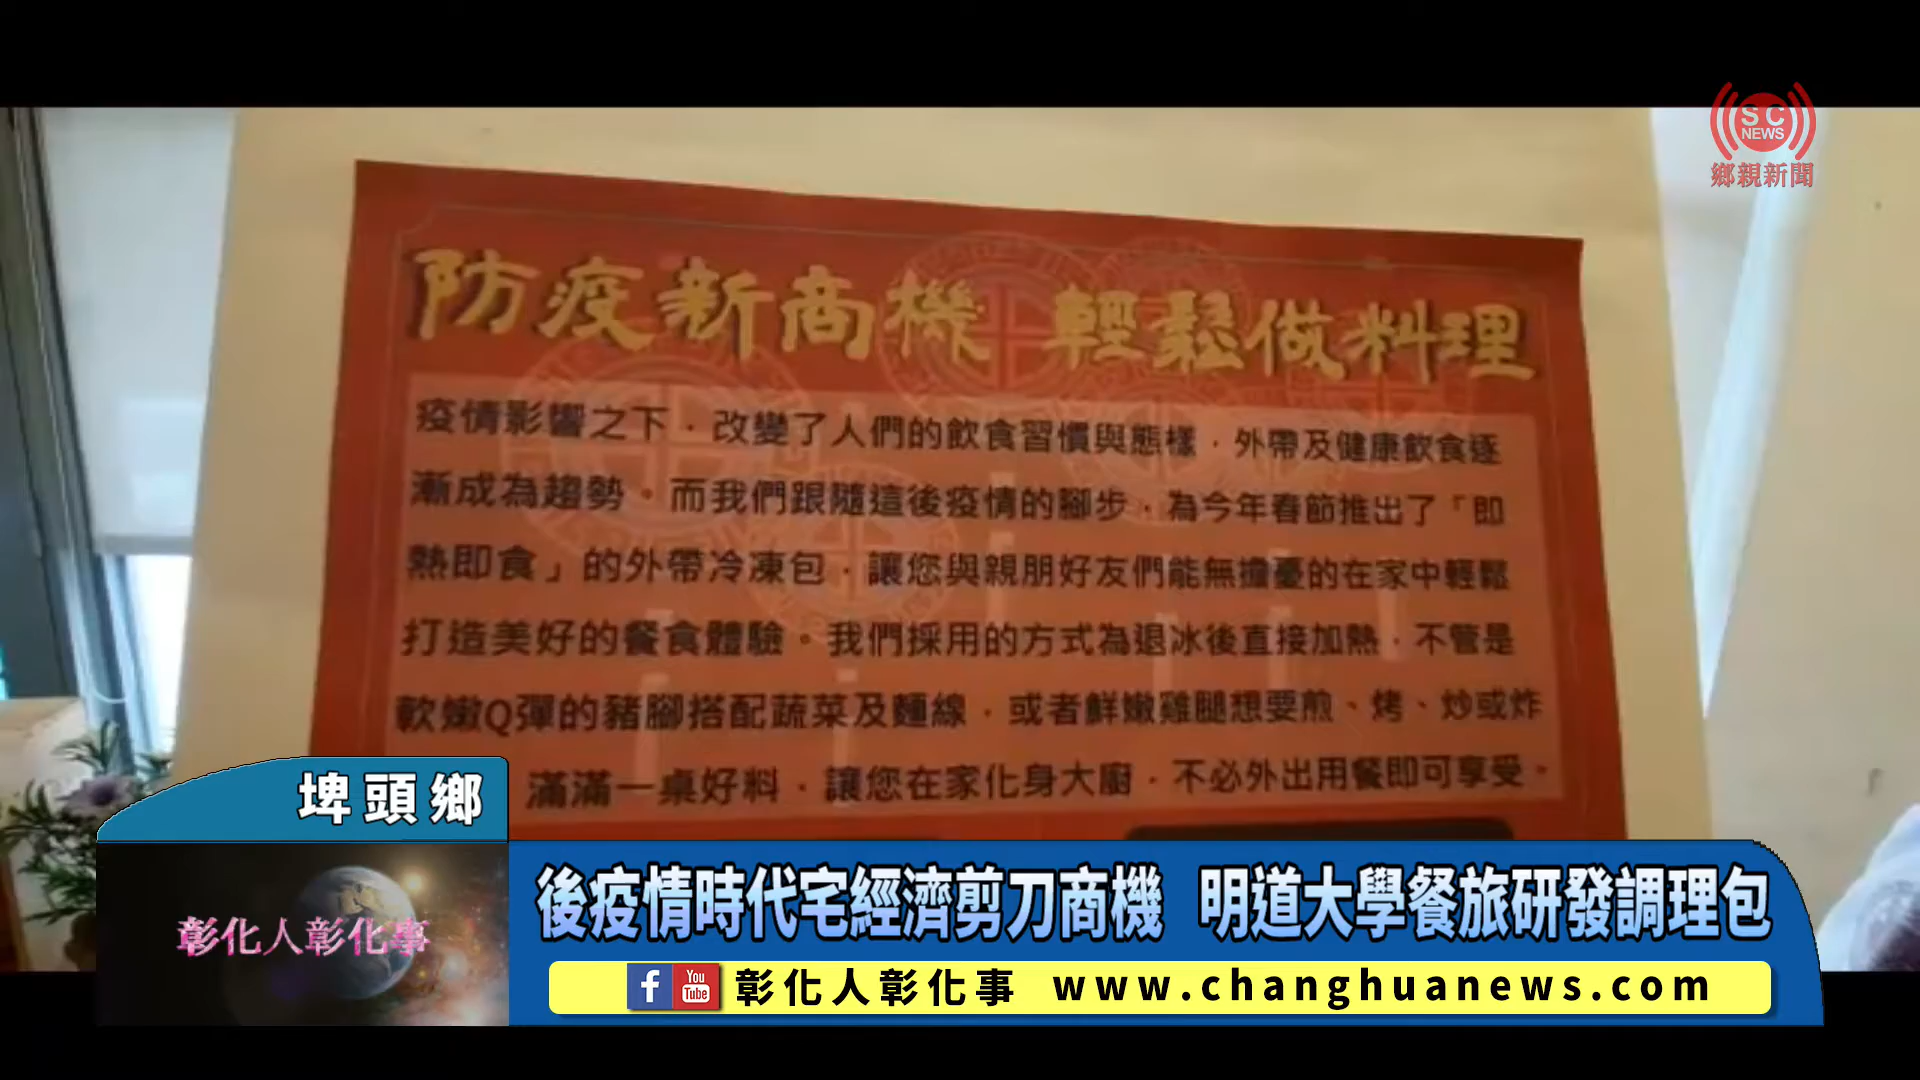 SC
NEWS
鄉親新聞
防疫新商機 輕鬆做料理
疫情影響之下，改變了人們的飲食習慣與態樣，外帶及健康飲食逐
漸成為趨勢。而我們跟隨這後疫情的腳步，為今年春節推出了「即
熱即食」的外帶冷凍包，讓您與親朋好友們能無擔憂的在家中輕鬆
打造美好的餐食體驗。我們採用的方式為退冰後直接加熱，不管是
軟嫩Q彈的豬腳搭配蔬菜及麵線，或者鮮嫩雞腿想要煎、烤、炒或炸
滿滿一桌好料，讓您在家化身大廚，不必外出用餐即可享受。
埤頭鄉
彰化人彰化事
後疫情時代宅經濟剪刀商機 明道大學餐旅研發調理包
f You Tube 彰化人彰化事 www.changhuanews.com